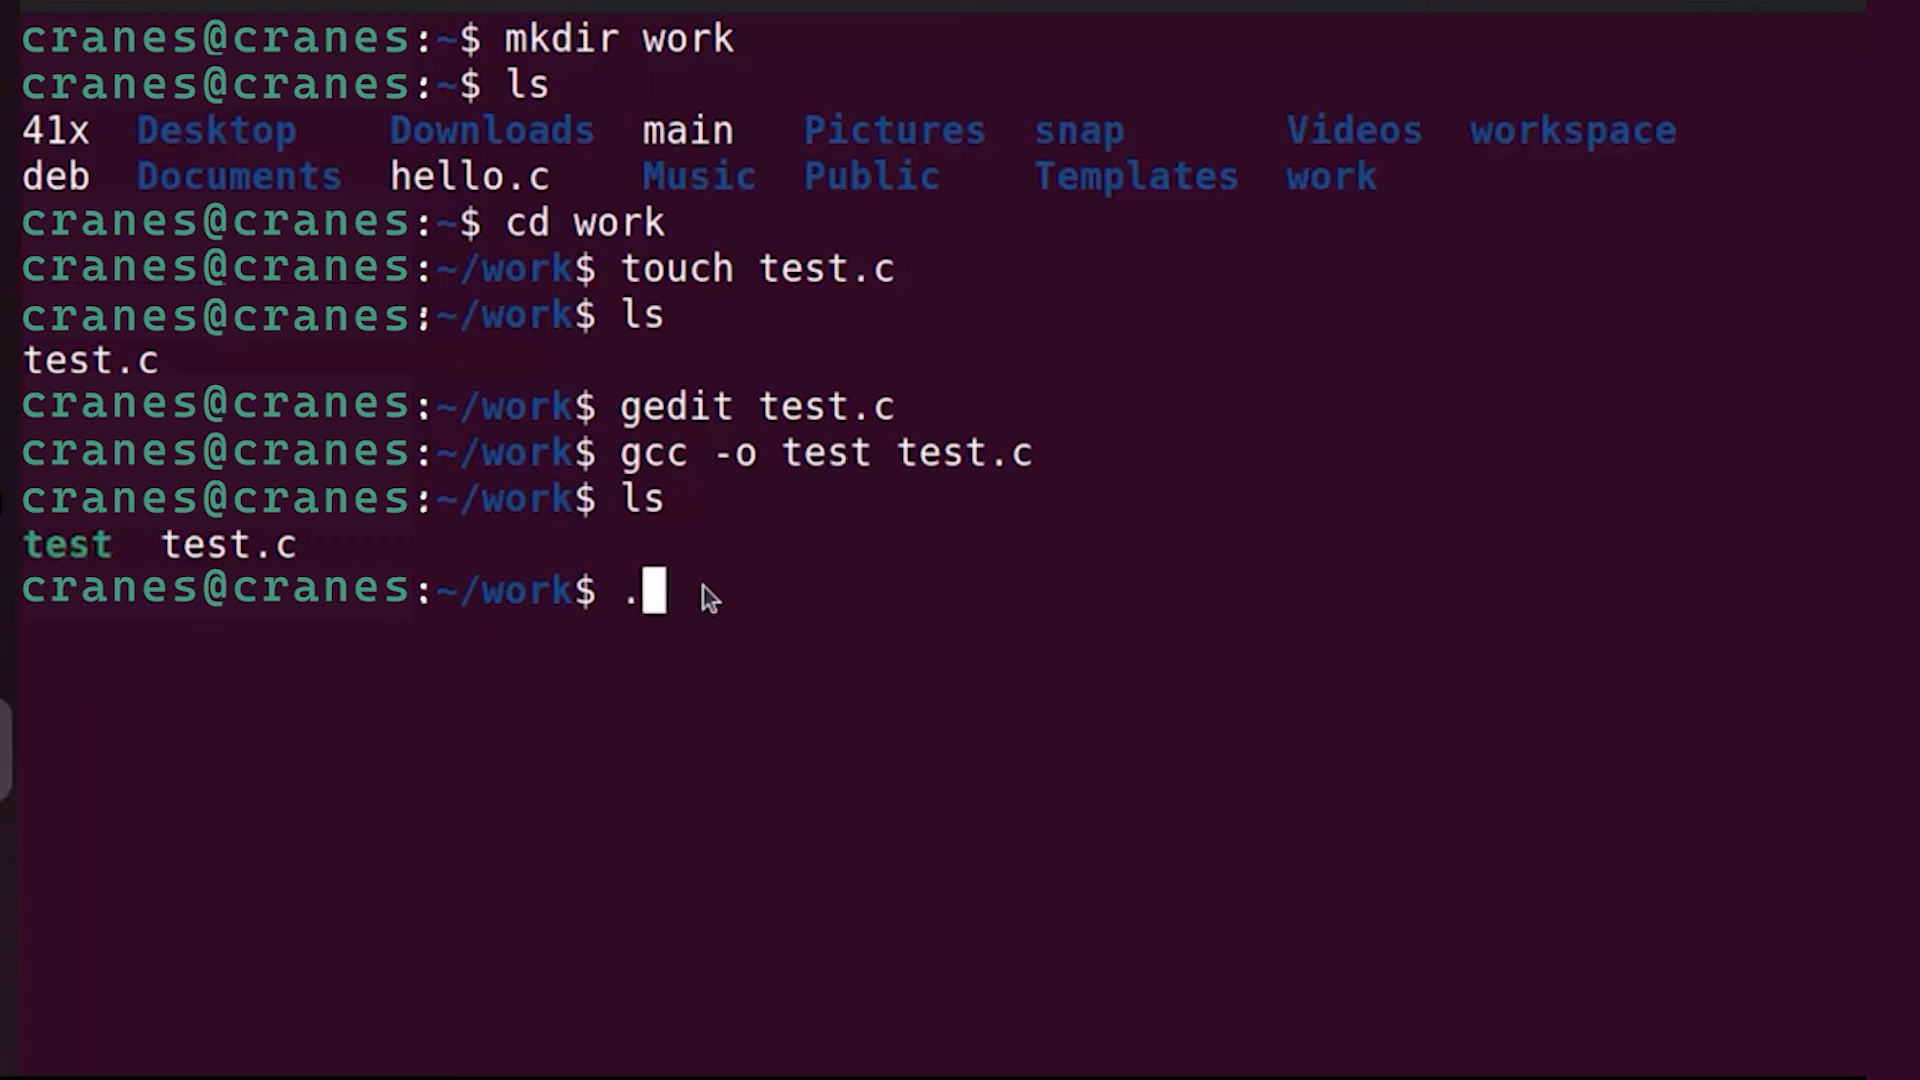 cranes@cranes:~$ mkdir work
cranes@cranes:~$ ls
41x  Desktop    Downloads  main   Pictures  snap       Videos  workspace
deb  Documents  hello.c    Music  Public    Templates  work
cranes@cranes:~$ cd work
cranes@cranes:~/work$ touch test.c
cranes@cranes:~/work$ ls
test.c
cranes@cranes:~/work$ gedit test.c
cranes@cranes:~/work$ gcc -o test test.c
cranes@cranes:~/work$ ls
test  test.c
cranes@cranes:~/work$ .